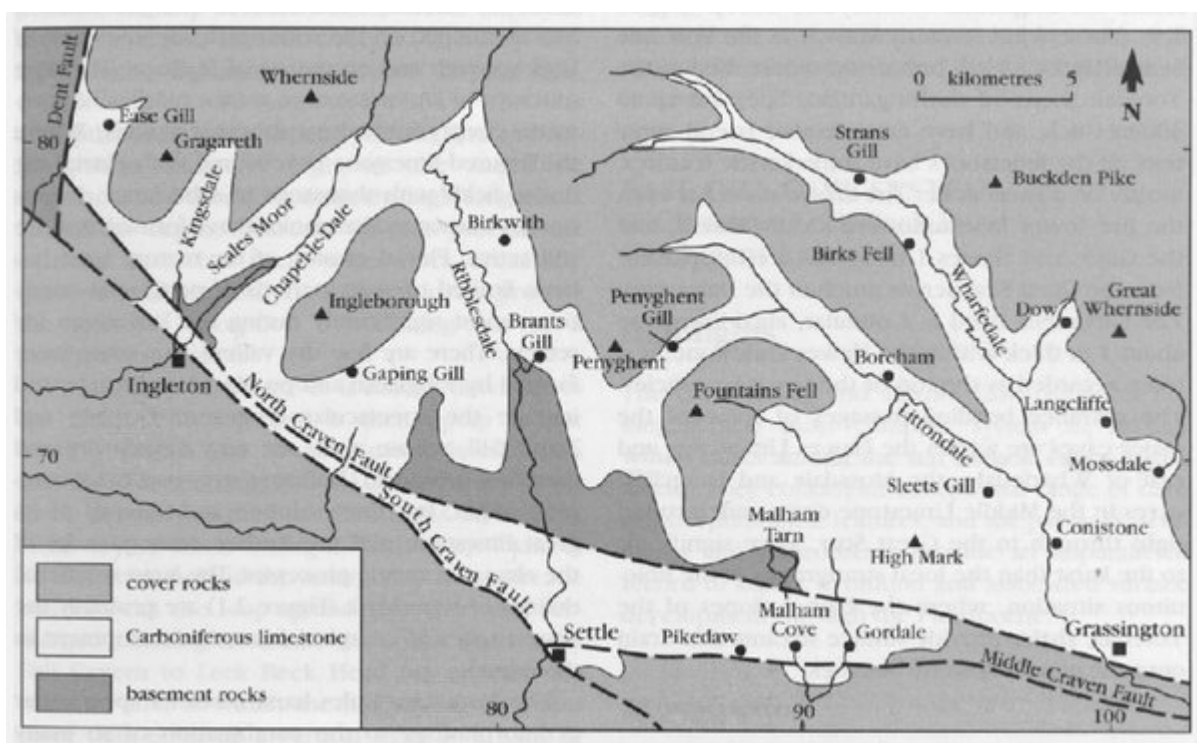 Dent Fault
Ease Gill
80
Gragareth
Whernside
Kingsdale
Scales Moor
Chapel-le-Dale
Ingleborough
Ingleton
Gaping Gill
North Craven Fault
South Craven Fault
70
Birkwith
Ribblesdale
Brants
Gill
Penyghent
Gill
Penyghent
Fountains Fell
0 kilometres 5
N
Strans
Gill
Buckden Pike
Birks Fell
Wharfedale
Dow
Great
Whernside
Boreham
Littondale
Langcliffe
Mossdale
Sleets Gill
Conistone
High Mark
Malham
Tarn
Settle
Pikedaw
Malham
Cove
Gordale
Grassington
Middle Craven Fault
80
90
100
cover rocks
Carboniferous limestone
basement rocks